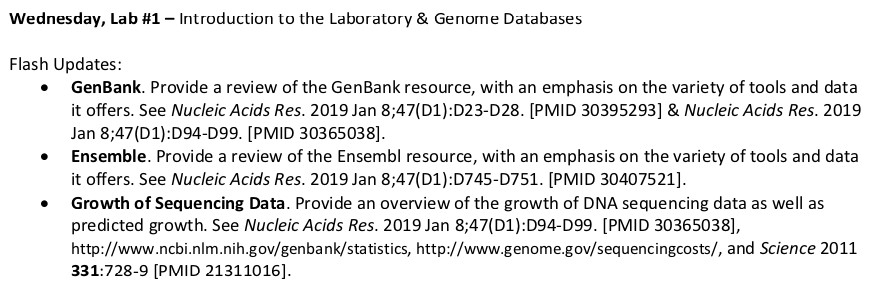 Wednesday, Lab #1 – Introduction to the Laboratory & Genome Databases
Flash Updates:
• GenBank. Provide a review of the GenBank resource, with an emphasis on the variety of tools and data
it offers. See Nucleic Acids Res. 2019 Jan 8;47(D1):D23-D28. [PMID 30395293] & Nucleic Acids Res. 2019
Jan 8;47(D1):D94-D99. [PMID 30365038].
• Ensemble. Provide a review of the Ensembl resource, with an emphasis on the variety of tools and data
it offers. See Nucleic Acids Res. 2019 Jan 8;47(D1):D745-D751. [PMID 30407521].
• Growth of Sequencing Data. Provide an overview of the growth of DNA sequencing data as well as
predicted growth. See Nucleic Acids Res. 2019 Jan 8;47(D1):D94-D99. [PMID 30365038],
http://www.ncbi.nlm.nih.gov/genbank/statistics, http://www.genome.gov/sequencingcosts/, and Science 2011
331:728-9 [PMID 21311016].